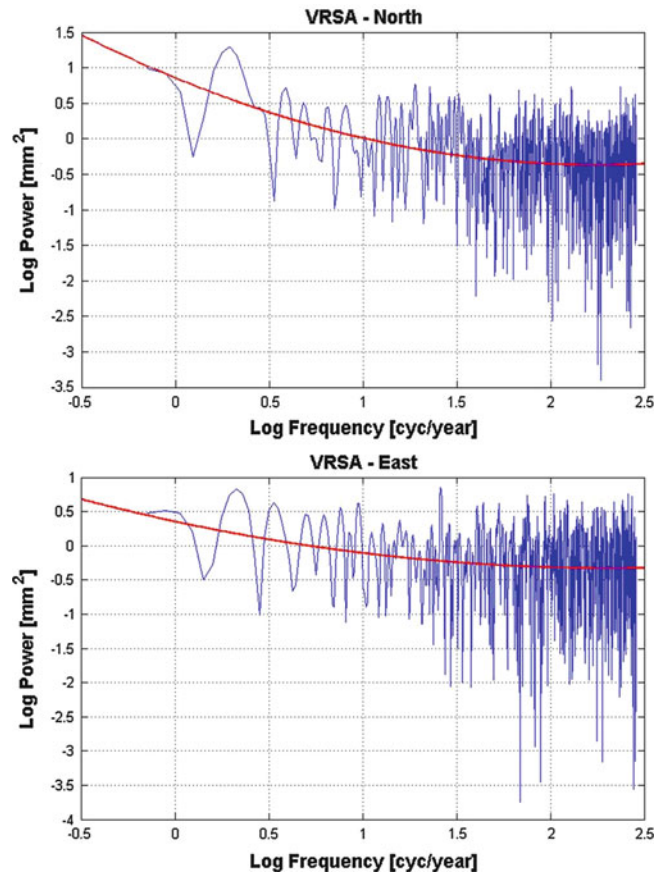 VRSA - North
Log Power [mm²]
1.5
1
0.5
0
-0.5
-1
-1.5
-2
-2.5
-3
-3.5
-0.5 0 0.5 1 1.5 2 2.5
Log Frequency [cyc/year]
VRSA - East
Log Power [mm²]
1
0.5
0
-0.5
-1
-1.5
-2
-2.5
-3
-3.5
-4
-0.5 0 0.5 1 1.5 2 2.5
Log Frequency [cyc/year]